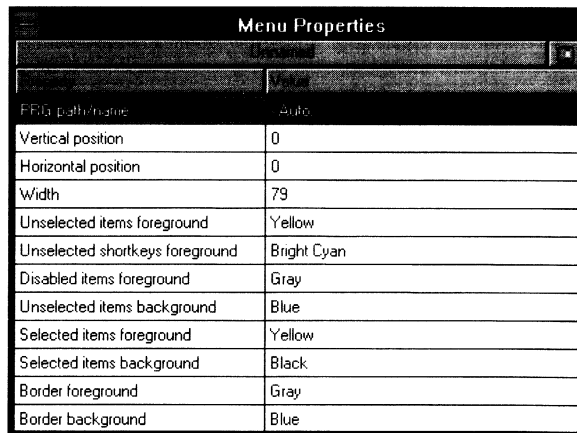 Menu Properties
PRG path/name Auto
Vertical position 0
Horizontal position 0
Width 79
Unselected items foreground Yellow
Unselected shortkeys foreground Bright Cyan
Disabled items foreground Gray
Unselected items background Blue
Selected items foreground Yellow
Selected items background Black
Border foreground Gray
Border background Blue